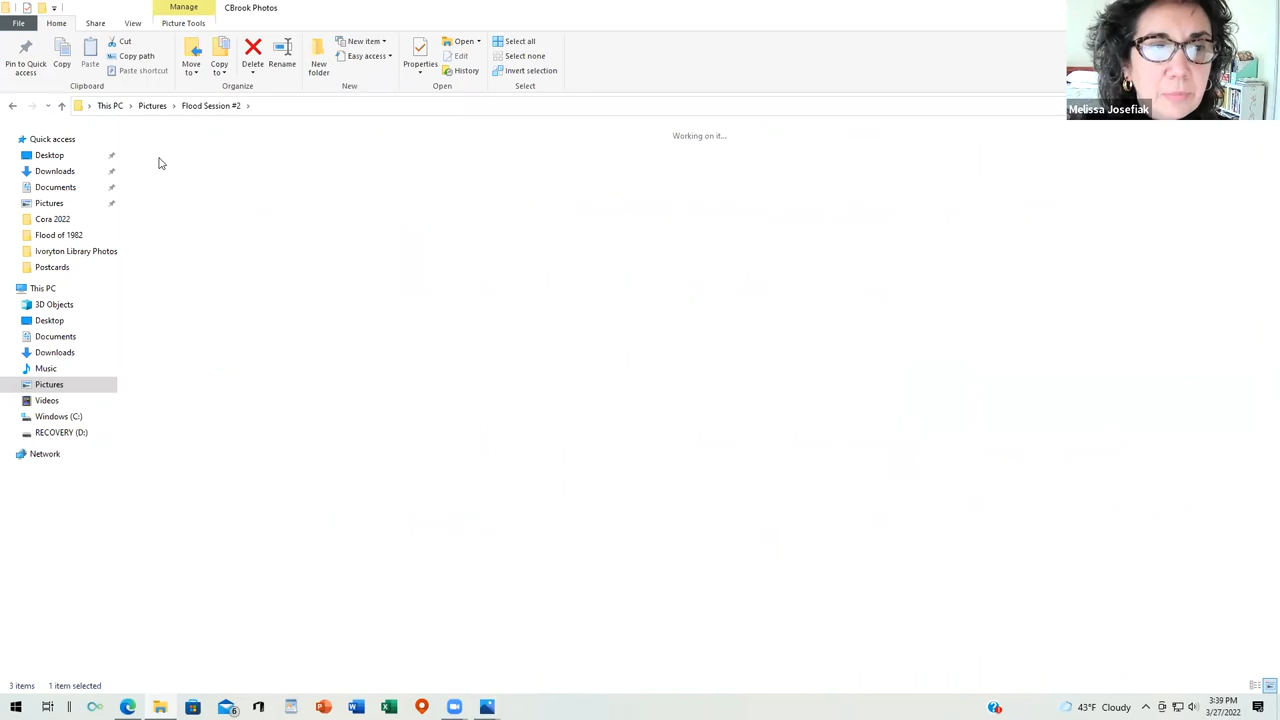 Manage
CBrook Photos
File
Home
Share
View
Picture Tools
Pin to Quick
access
Copy
Paste
Cut
Copy path
Paste shortcut
Clipboard
Move
to
Copy
to
Delete
Rename
Organize
New
folder
New item
Easy access
New
Properties
Open
Edit
History
Open
Select all
Select none
Invert selection
Select
This PC
Pictures
Flood Session #2
Working on it...
Melissa Josefiak
Quick access
Desktop
Downloads
Documents
Pictures
Cora 2022
Flood of 1982
Ivoryton Library Photos
Postcards
This PC
3D Objects
Desktop
Documents
Downloads
Music
Pictures
Videos
Windows (C:)
RECOVERY (D:)
Network
3 items
1 item selected
6
43°F Cloudy
3:39 PM
3/27/2022